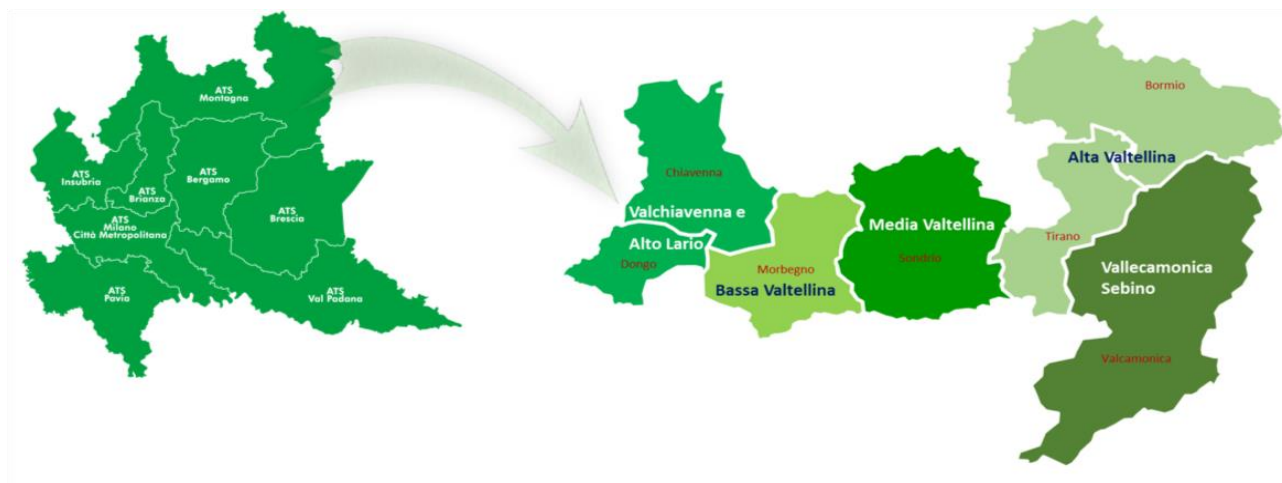 ATS
Montagna
ATS
Insubria
ATS
Brianza
ATS
Bergamo
ATS
Brescia
ATS
Milano
Città Metropolitana
ATS
Pavia
ATS
Val Padana
Bormio
Alta Valtellina
Chiavenna
Valchiavenna e
Alto Lario
Dongo
Morbegno
Bassa Valtellina
Media Valtellina
Sondrio
Tirano
Vallecamonica
Sebino
Valcamonica